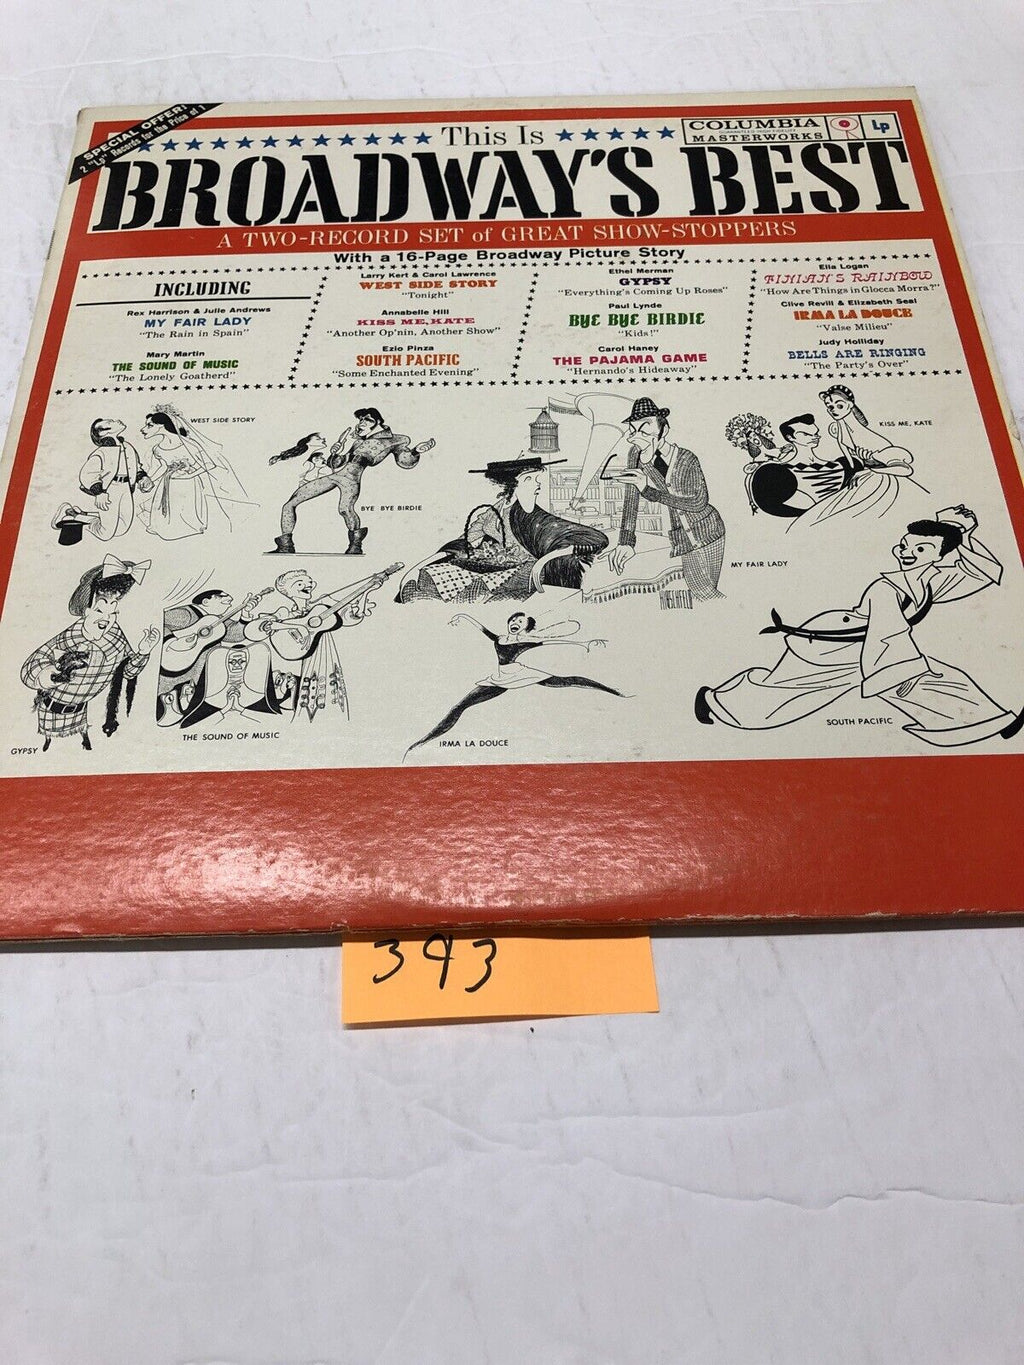 SPECIAL OFFER!
2 "Lp" Records for the Price of 1
This Is
COLUMBIA
GUARANTEED HIGH FIDELITY
MASTERWORKS
Lp
BROADWAY'S BEST
A TWO-RECORD SET of GREAT SHOW-STOPPERS
With a 16-Page Broadway Picture Story
INCLUDING
Rex Harrison & Julie Andrews
MY FAIR LADY
"The Rain in Spain"
Mary Martin
THE SOUND OF MUSIC
"The Lonely Goatherd"
Larry Kert & Carol Lawrence
WEST SIDE STORY
"Tonight"
Annabelle Hill
KISS ME, KATE
"Another Op'nin, Another Show"
Ezio Pinza
SOUTH PACIFIC
"Some Enchanted Evening"
Ethel Merman
GYPSY
"Everything's Coming Up Roses"
Paul Lynde
BYE BYE BIRDIE
"Kids!"
Carol Haney
THE PAJAMA GAME
"Hernando's Hideaway"
Ella Logan
FINIAN'S RAINBOW
"How Are Things in Glocca Morra?"
Clive Revill & Elizabeth Seal
IRMA LA DOUCE
"Valse Milieu"
Judy Holliday
BELLS ARE RINGING
"The Party's Over"
WEST SIDE STORY
BYE BYE BIRDIE
KISS ME, KATE
MY FAIR LADY
HIRSCHFELD
GYPSY
THE SOUND OF MUSIC
IRMA LA DOUCE
SOUTH PACIFIC
393